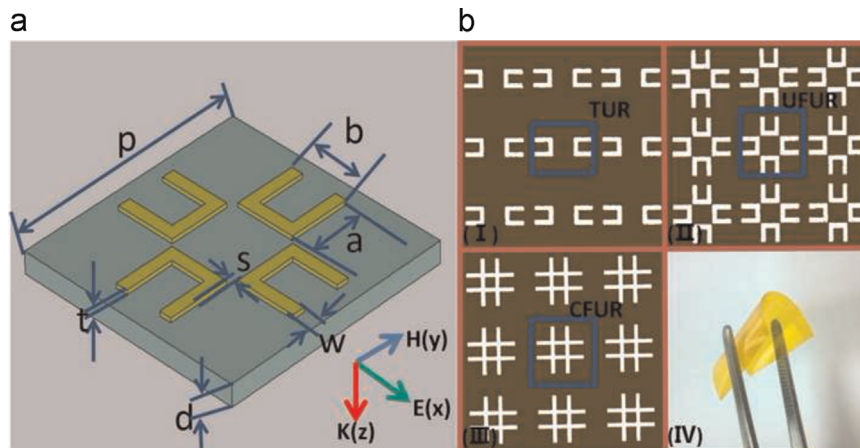 a
b
p
b
a
s
t
w
d
H(y)
E(x)
K(z)
TUR
(I)
UFUR
(II)
CFUR
(III)
(IV)